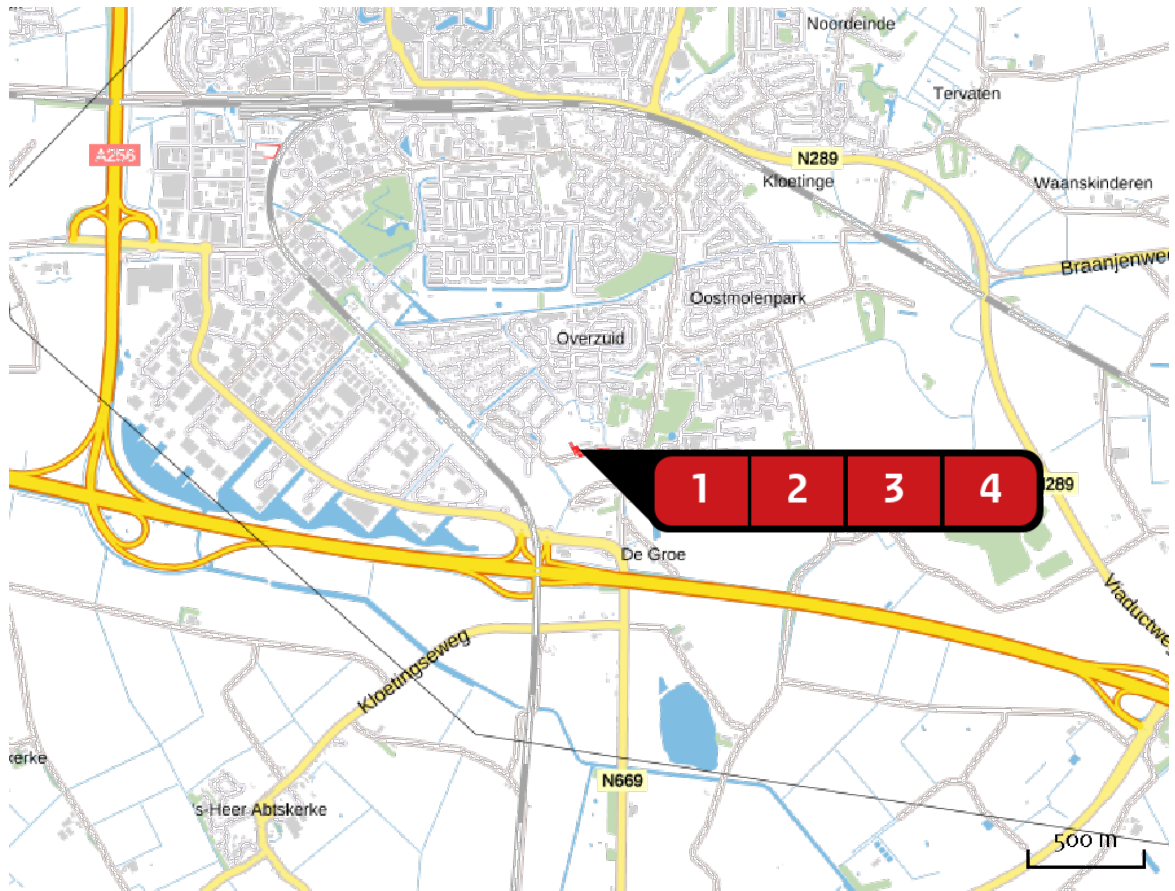 Noordeinde
Tervaten
A256
N289
Kloetinge
Waanskinderen
Braanjenwe
Oostmolenpark
Overzuid
1 2 3 4
289
De Groe
Viaductweg
Kloetingseweg
kerke
N669
's-Heer Abtskerke
500 m